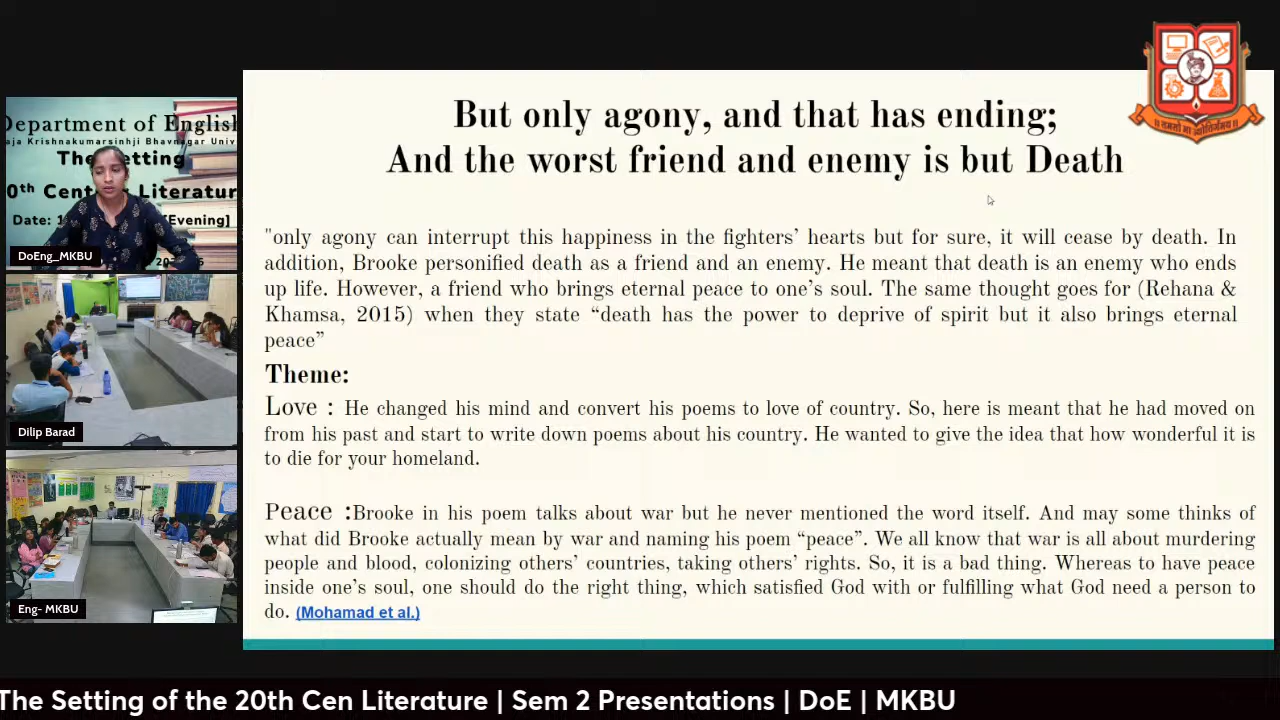 But only agony, and that has ending;
And the worst friend and enemy is but Death
"only agony can interrupt this happiness in the fighters’ hearts but for sure, it will cease by death. In
addition, Brooke personified death as a friend and an enemy. He meant that death is an enemy who ends
up life. However, a friend who brings eternal peace to one’s soul. The same thought goes for (Rehana &
Khamsa, 2015) when they state “death has the power to deprive of spirit but it also brings eternal
peace”
Theme:
Love : He changed his mind and convert his poems to love of country. So, here is meant that he had moved on
from his past and start to write down poems about his country. He wanted to give the idea that how wonderful it is
to die for your homeland.
Peace :Brooke in his poem talks about war but he never mentioned the word itself. And may some thinks of
what did Brooke actually mean by war and naming his poem “peace”. We all know that war is all about murdering
people and blood, colonizing others’ countries, taking others’ rights. So, it is a bad thing. Whereas to have peace
inside one’s soul, one should do the right thing, which satisfied God with or fulfilling what God need a person to
do. (Mohamad et al.)
Department of English
Krishnakumarsinhji Bhavnagar
Setting
Literature
Date:
[Evening]
DoEng_MKBU
Dilip Barad
Eng- MKBU
The Setting of the 20th Cen Literature | Sem 2 Presentations | DoE | MKBU